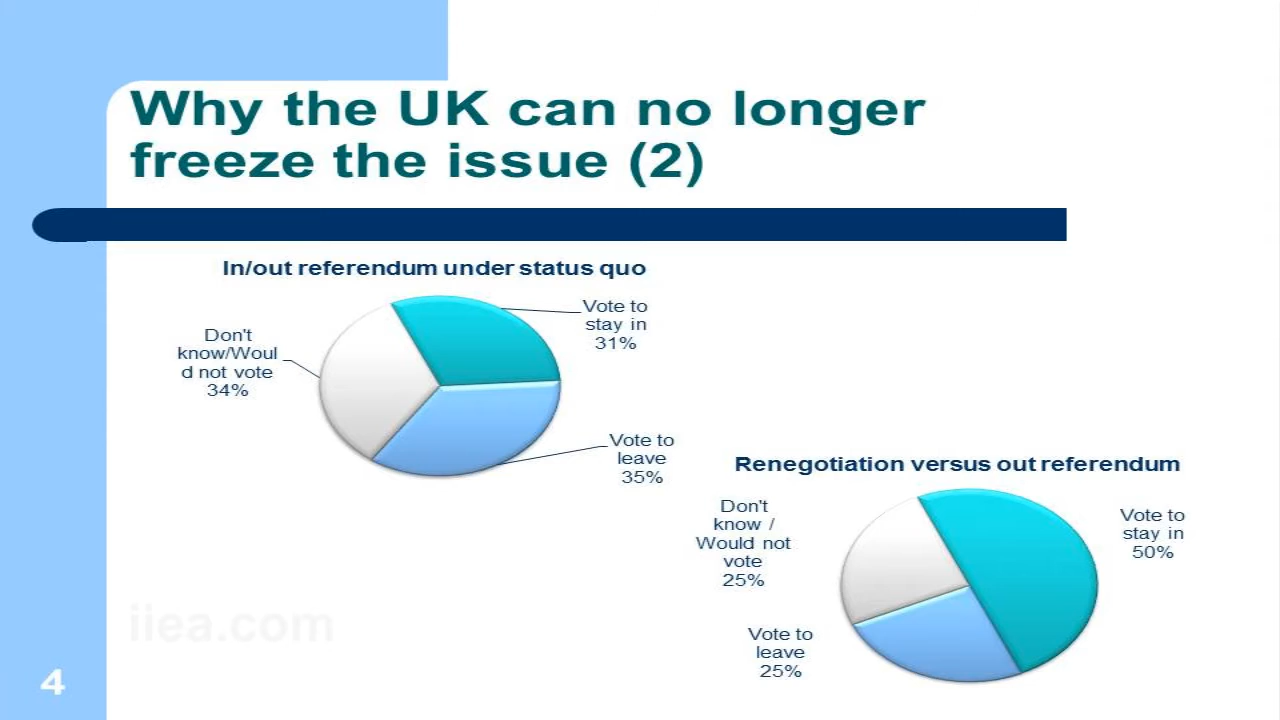 Why the UK can no longer
freeze the issue (2)
In/out referendum under status quo
Vote to
stay in
31%
Don't
know/Woul
d not vote
34%
Vote to
leave
35%
Renegotiation versus out referendum
Don't
know /
Would not
vote
25%
Vote to
stay in
50%
Vote to
leave
25%
iiea.com
4